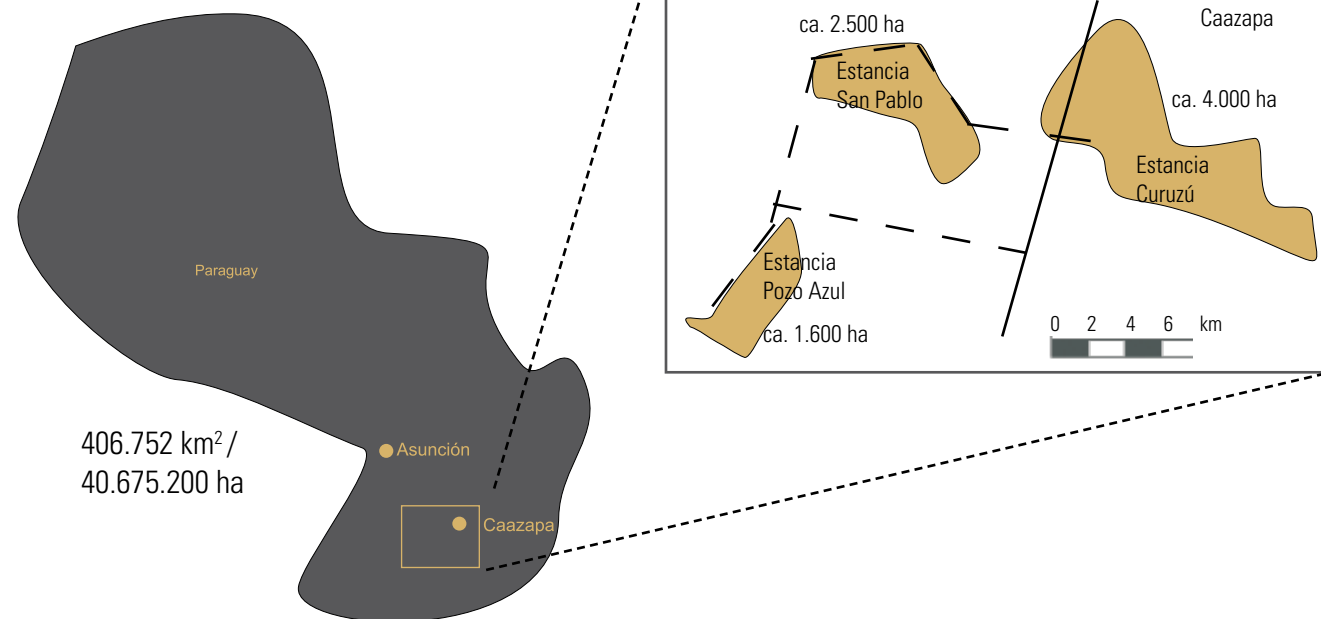 Paraguay
406.752 km² /
40.675.200 ha
Asunción
Caazapa
ca. 2.500 ha
Estancia
San Pablo
Caazapa
ca. 4.000 ha
Estancia
Curuzú
Estancia
Pozo Azul
ca. 1.600 ha
0 2 4 6 km